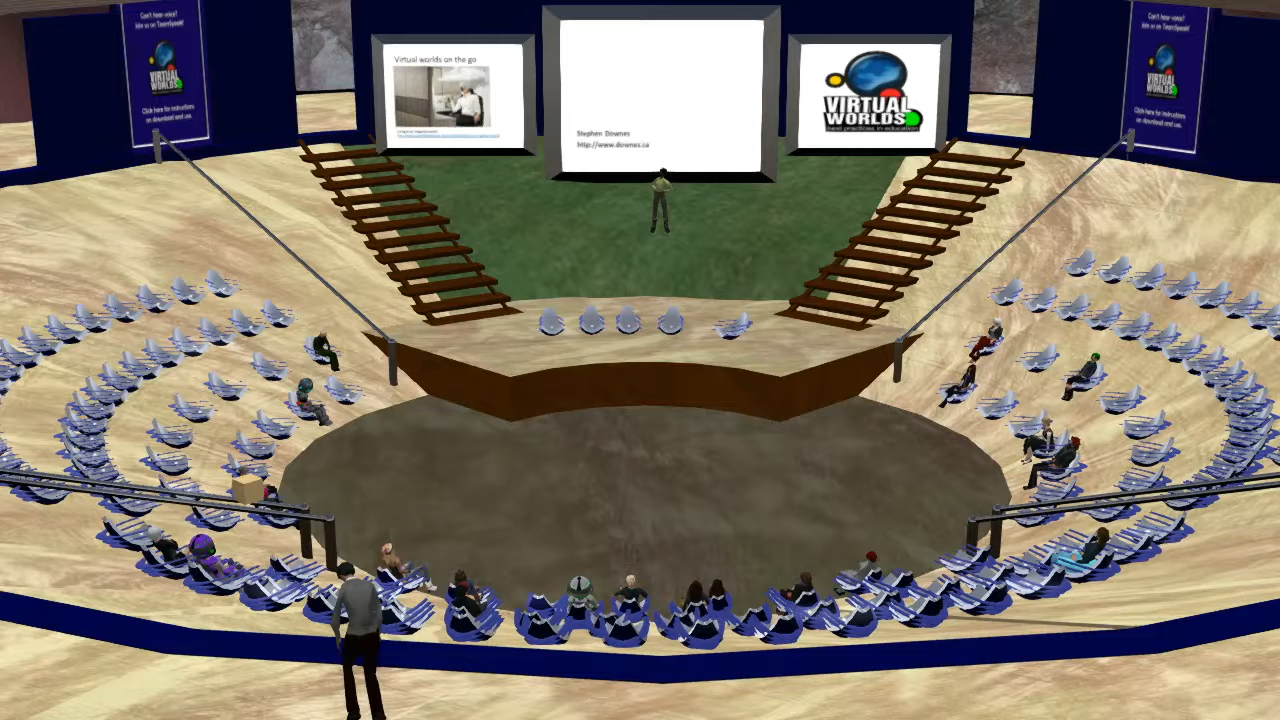 Can't hear voice?
Join us on TeamSpeak!
VIRTUAL
WORLDS
Click here for instructions
on download and use.
Virtual worlds on the go
Stephen Downes
http://www.downes.ca
VIRTUAL
WORLDS
best practices in education
Can't hear voice?
Join us on TeamSpeak!
VIRTUAL
WORLDS
Click here for instructions
on download and use.